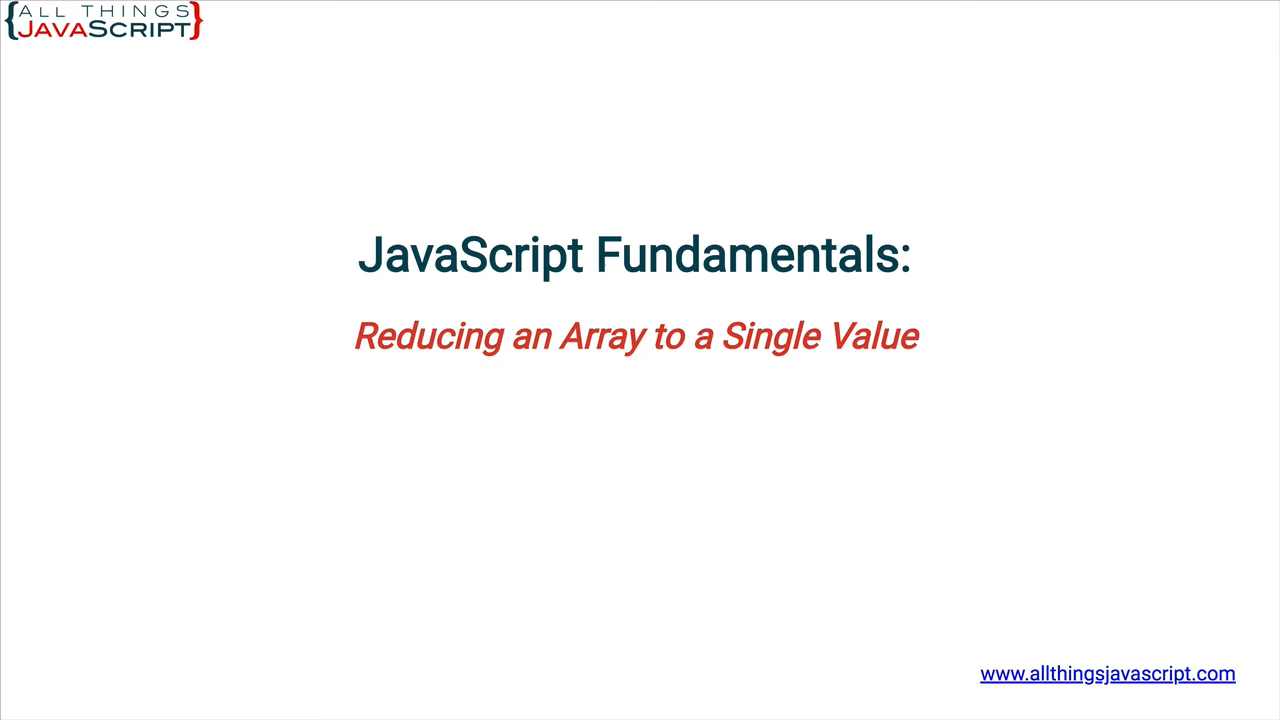 {ALL THINGS
JAVASCRIPT}
JavaScript Fundamentals:
Reducing an Array to a Single Value
www.allthingsjavascript.com